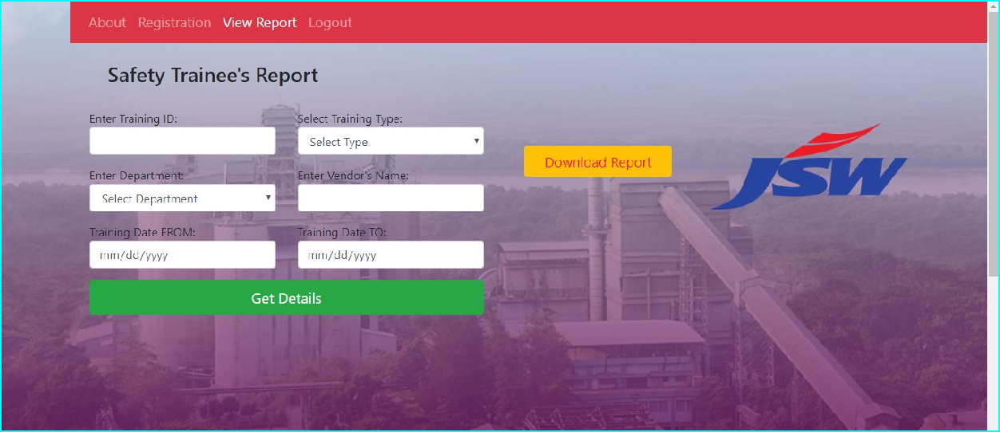 About Registration View Report Logout
Safety Trainee's Report
Enter Training ID:
Select Training Type:
Select Type
Enter Department:
Enter Vendor's Name:
Select Department
Training Date FROM:
Training Date TO:
mm/dd/yyyy
mm/dd/yyyy
Get Details
Download Report
JSW